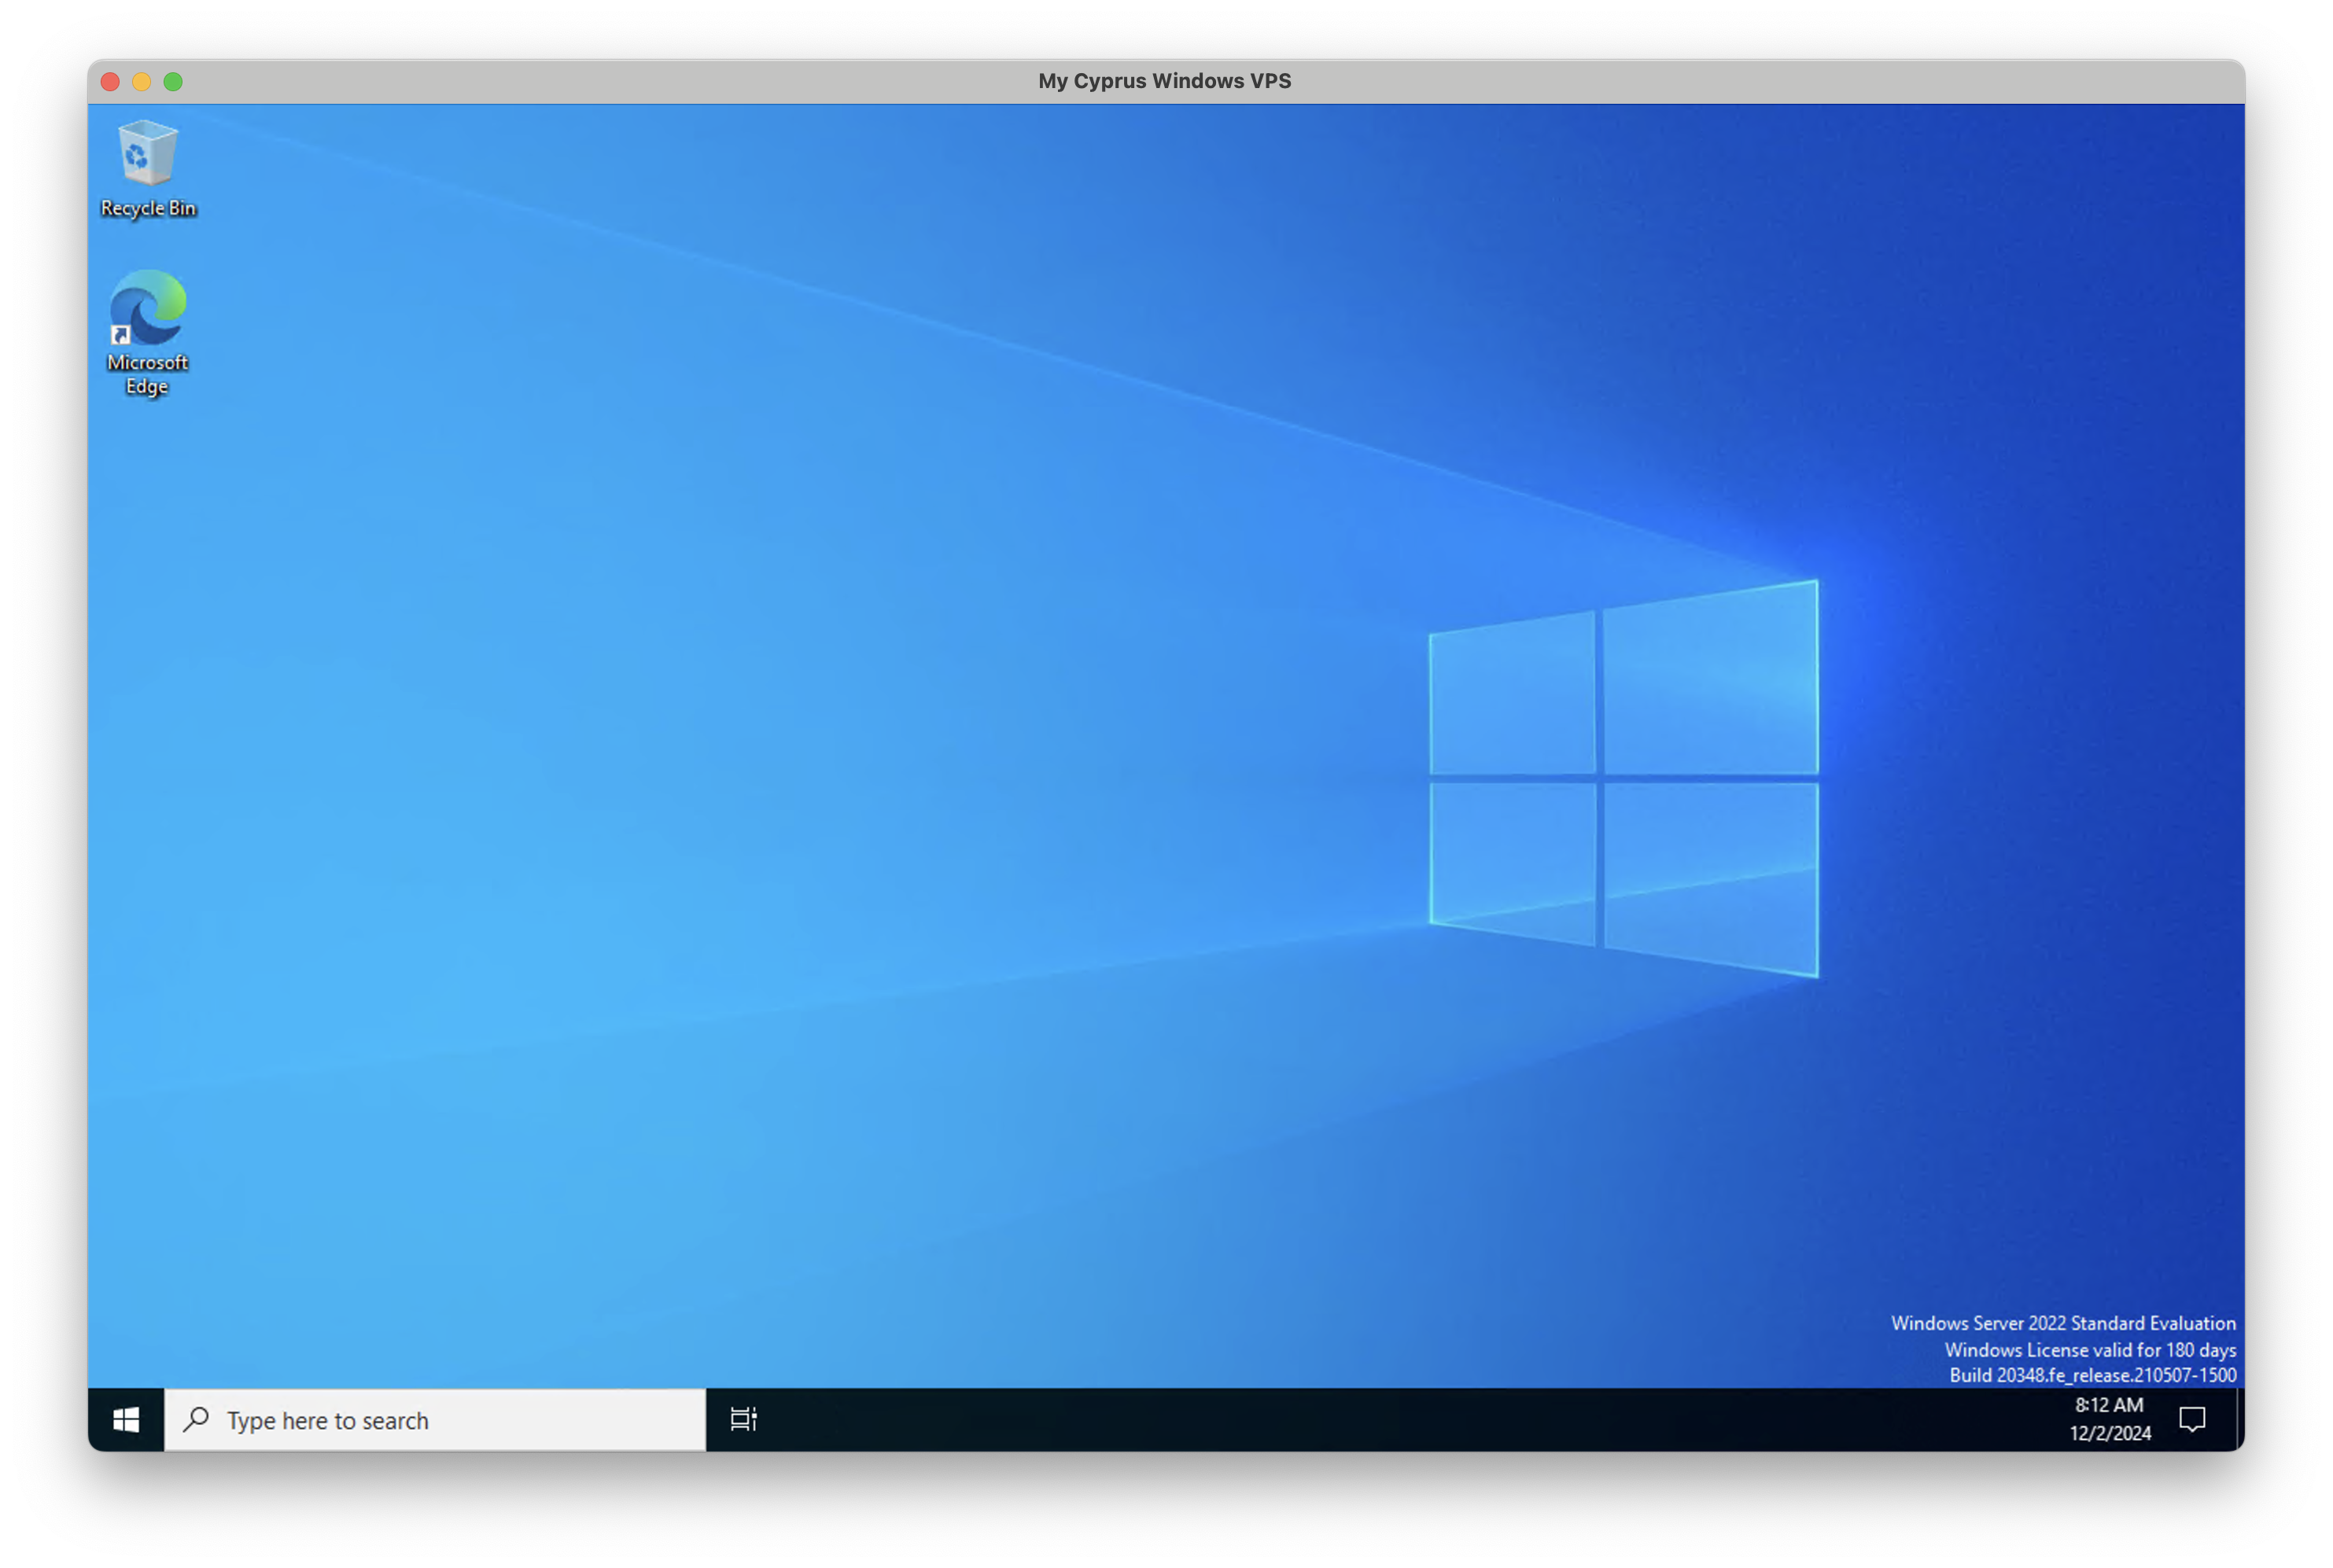 My Cyprus Windows VPS
Recycle Bin
Microsoft
Edge
Windows Server 2022 Standard Evaluation
Windows License valid for 180 days
Build 20348.fe_release.210507-1500
Type here to search
8:12 AM
12/2/2024